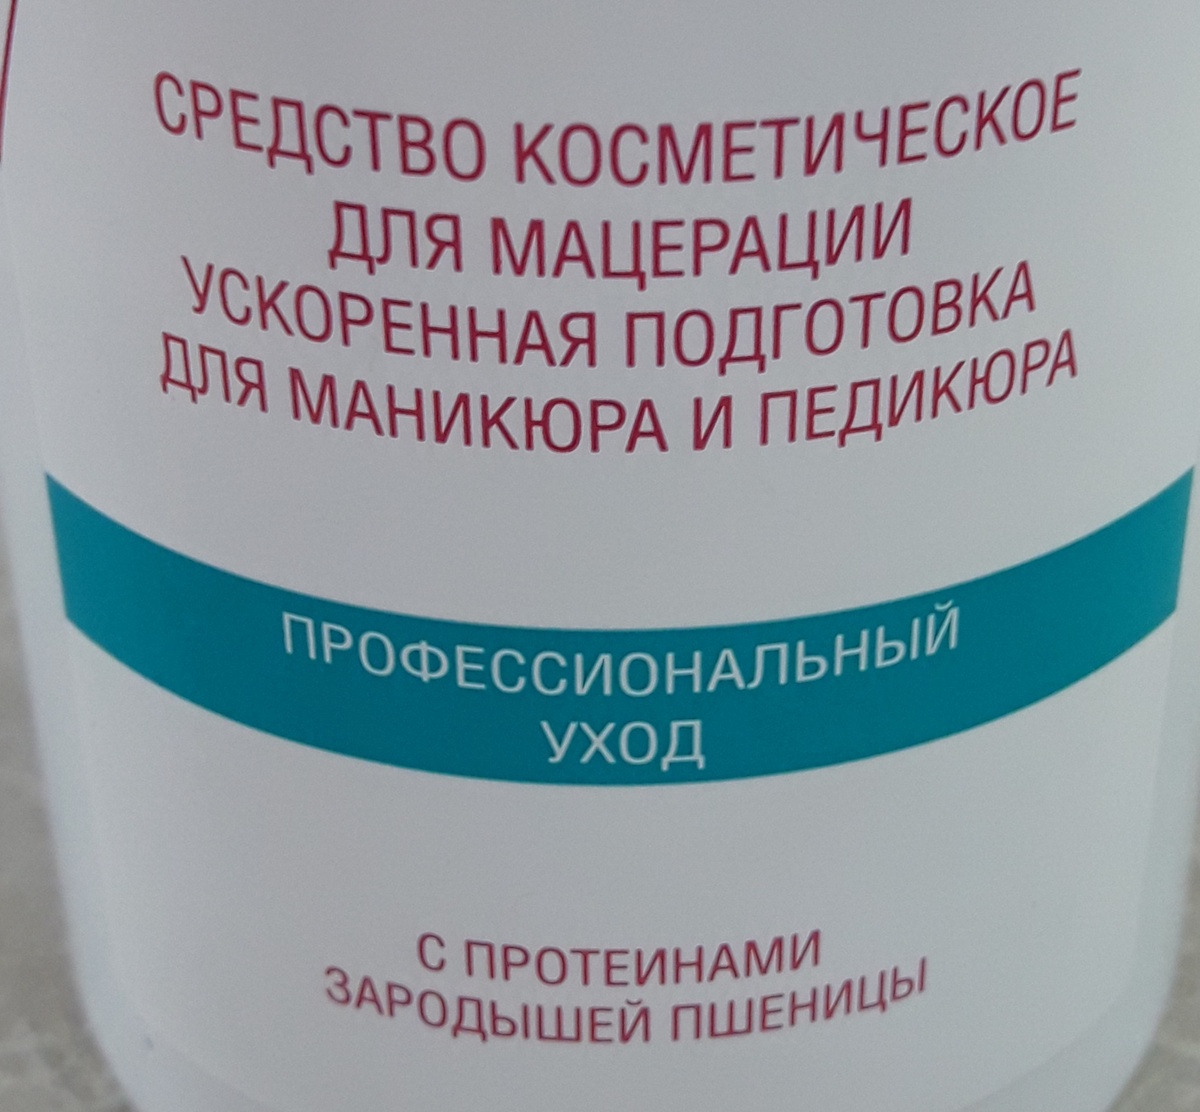 СРЕДСТВО КОСМЕТИЧЕСКОЕ
ДЛЯ МАЦЕРАЦИИ
УСКОРЕННАЯ ПОДГОТОВКА
ДЛЯ МАНИКЮРА И ПЕДИКЮРА
ПРОФЕССИОНАЛЬНЫЙ
УХОД
С ПРОТЕИНАМИ
ЗАРОДЫШЕЙ ПШЕНИЦЫ